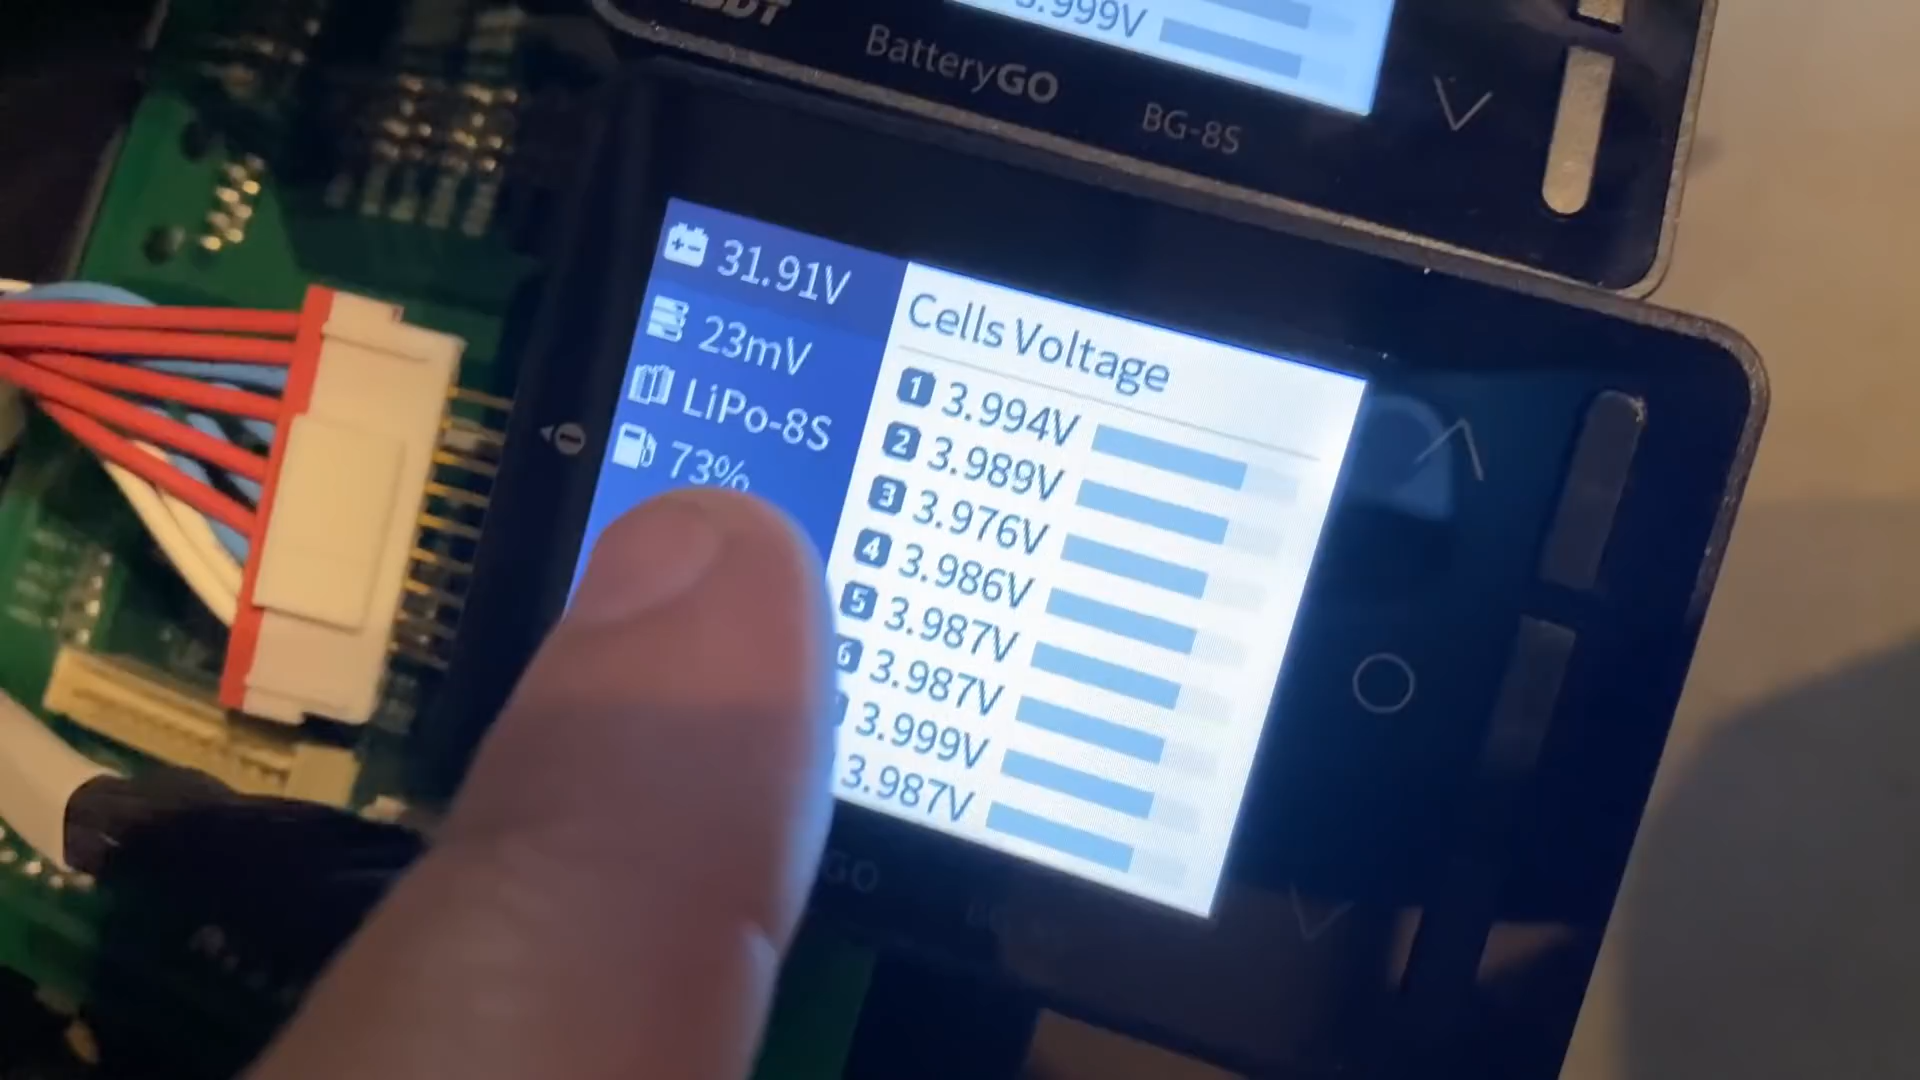 3.999V
BatteryGO
BG-8S
31.91V
23mV
LiPo-8S
73%
Cells Voltage
1 3.994V
2 3.989V
3 3.976V
4 3.986V
5 3.987V
6 3.987V
3.999V
3.987V
GO